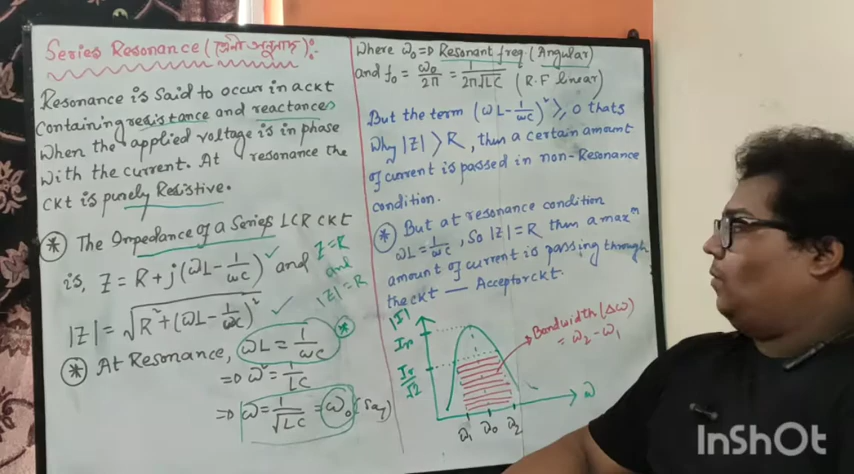 Series Resonance (श्रेणी अनुनाद):
Resonance is said to occur in a ckt
containing resistance and reactances
when the applied voltage is in phase
with the current. At resonance the
ckt is purely Resistive.
⊛ The Impedance of a Series LCR CKT
is, Z = R + j(ωL - 1/ωC) ✓ and Z = R
and
|Z| = R
|Z| = √(R² + (ωL - 1/ωC)²) ✓
⊛ At Resonance, ωL = 1/ωC ⊛
⇒ ω² = 1/LC
⇒ ω = 1/√LC = ω₀ (say)
Where ω₀ ⇒ Resonant freq. (Angular)
and f₀ = ω₀/2π = 1/2π√LC (R.F linear)
But the term (ωL - 1/ωC)² ≥ 0 thats
why |Z| > R, then a certain amount
of current is passed in non-Resonance
condition.
⊛ But at resonance condition
ωL = 1/ωC, So |Z| = R then a maxᵐ
amount of current is passing through
the ckt — Acceptor ckt.
|I|
Im
Bandwidth (Δω)
= ω₂ - ω₁
√2
ω
ω₁ ω₀ ω₂
InShOt